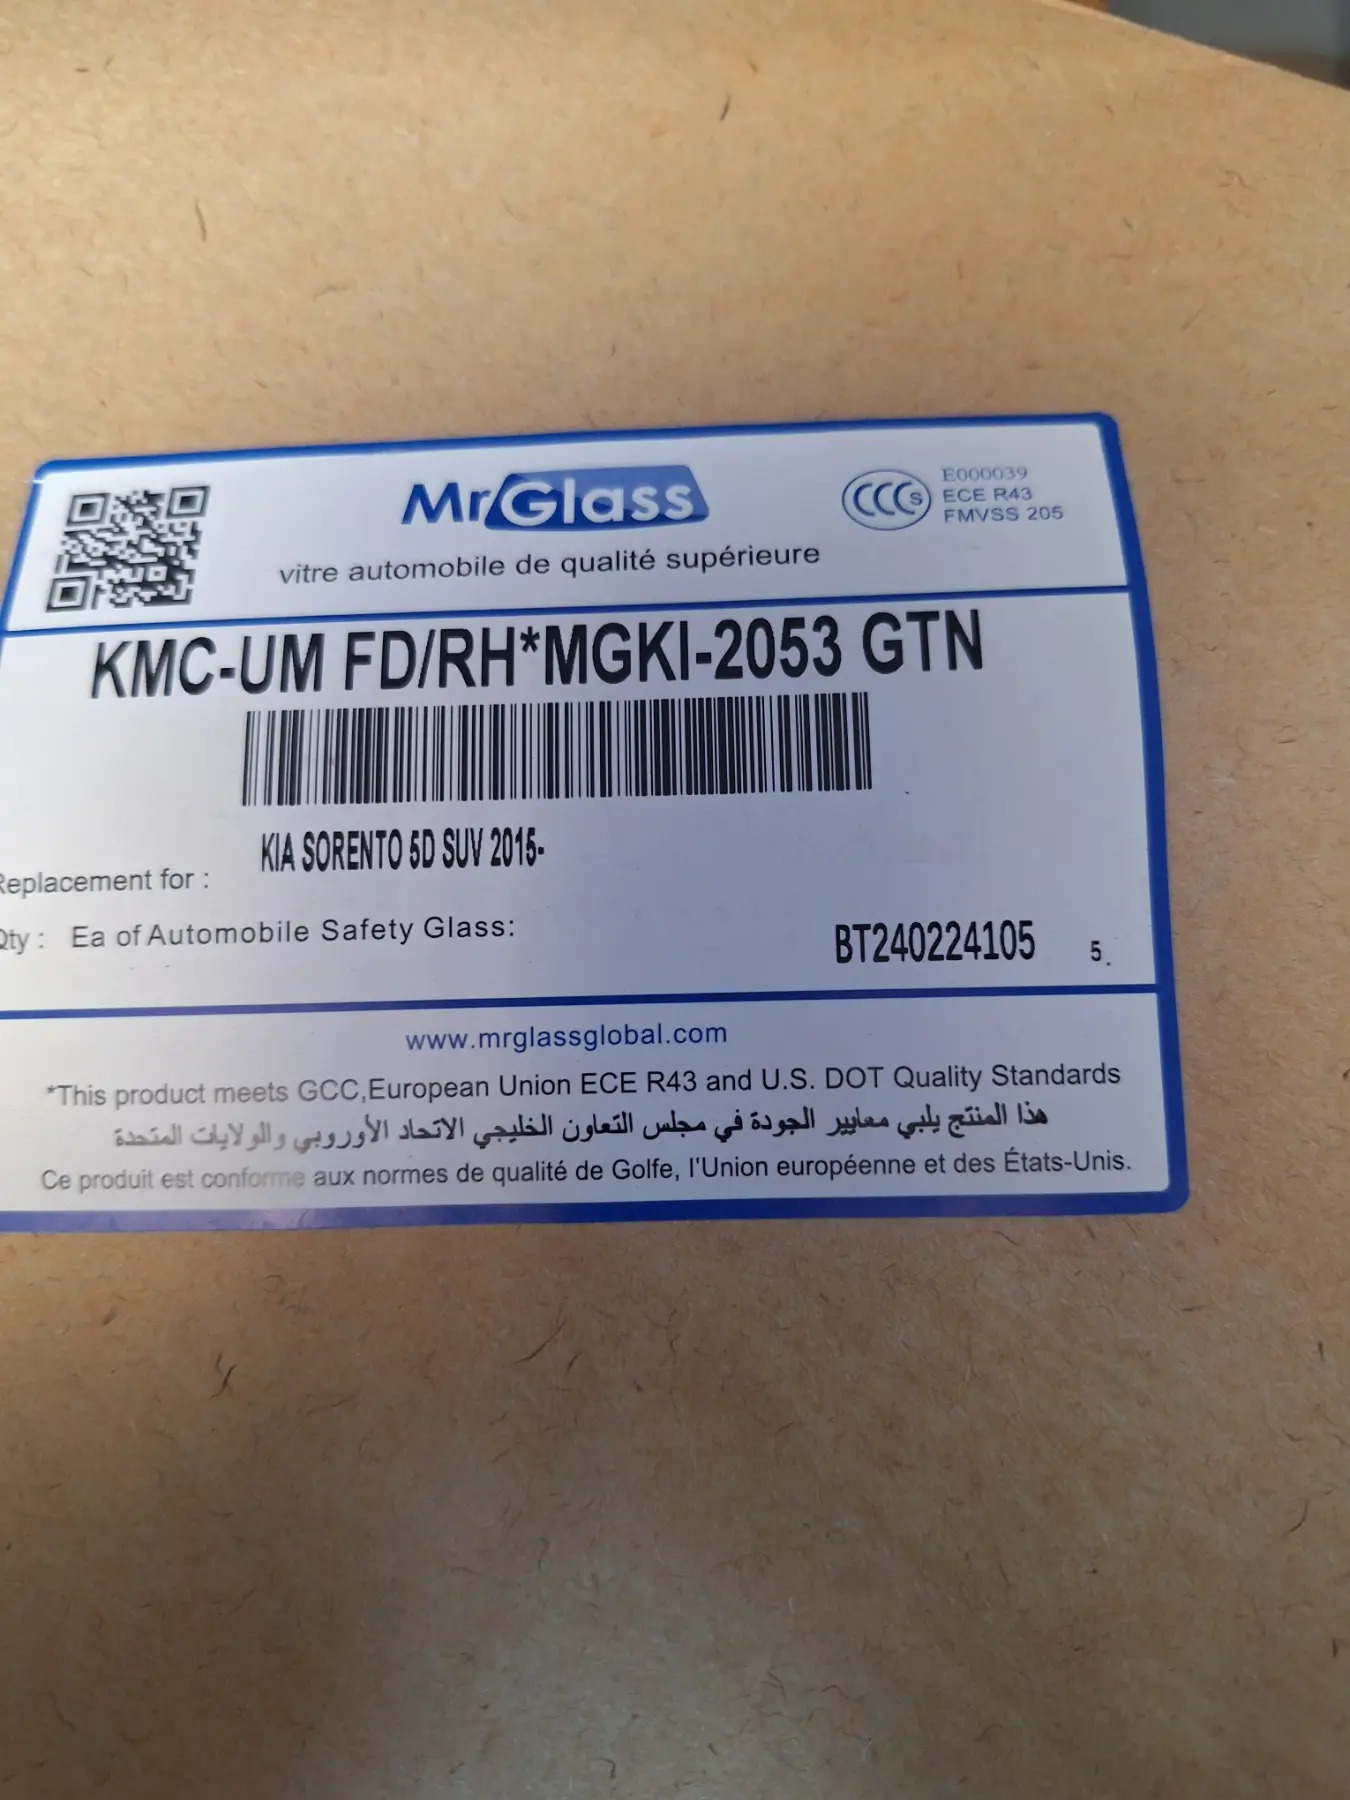 MrGlass
E000039
CCCS ECE R43
FMVSS 205
vitre automobile de qualité supérieure
KMC-UM FD/RH*MGKI-2053 GTN
KIA SORENTO 5D SUV 2015-
Replacement for :
Qty : Ea of Automobile Safety Glass:
BT240224105 5.
www.mrglassglobal.com
*This product meets GCC,European Union ECE R43 and U.S. DOT Quality Standards
هذا المنتج يلبي معايير الجودة في مجلس التعاون الخليجي الاتحاد الأوروبي والولايات المتحدة
Ce produit est conforme aux normes de qualité de Golfe, l'Union européenne et des États-Unis.